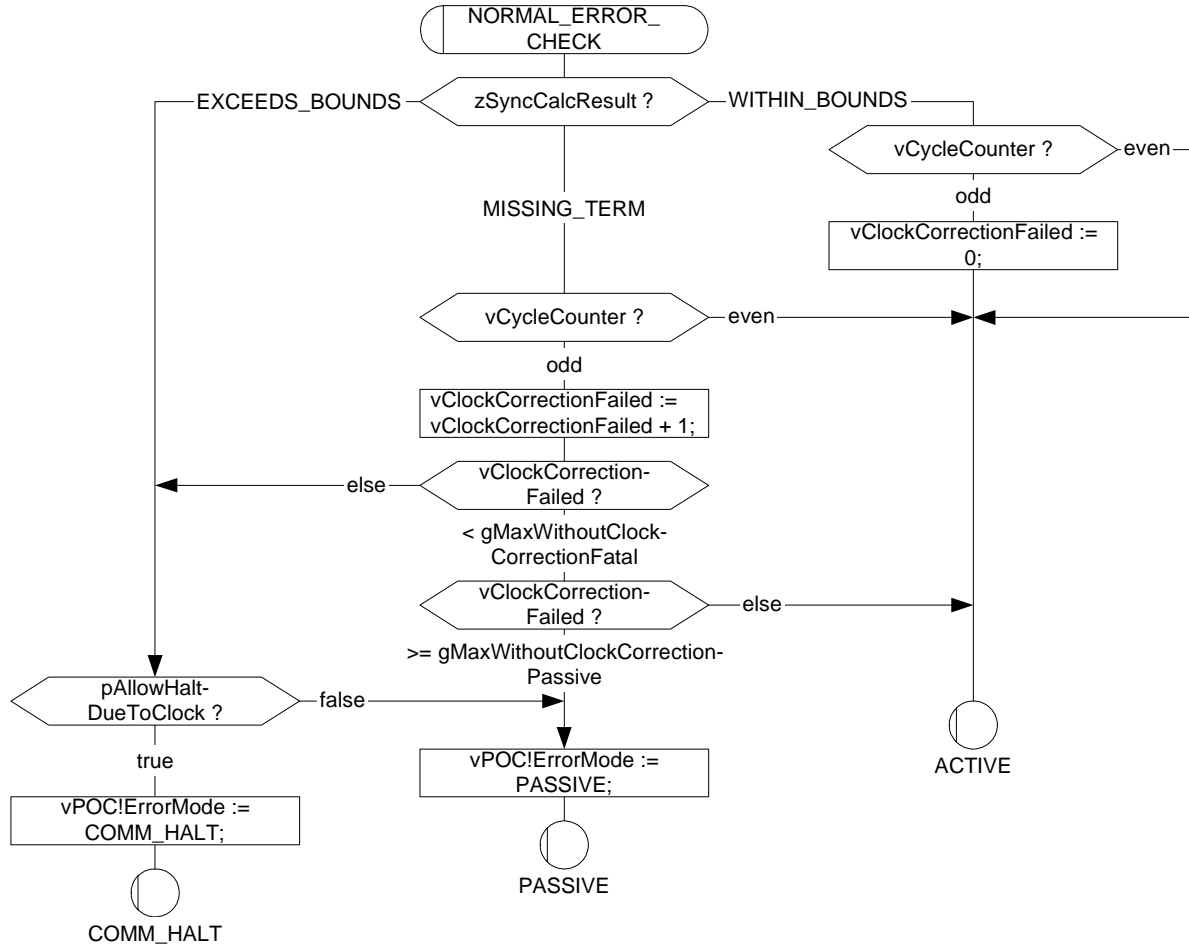 NORMAL_ERROR_
CHECK
EXCEEDS_BOUNDS
zSyncCalcResult ?
WITHIN_BOUNDS
vCycleCounter ?
even
odd
MISSING_TERM
vClockCorrectionFailed :=
0;
vCycleCounter ?
even
odd
vClockCorrectionFailed :=
vClockCorrectionFailed + 1;
else
vClockCorrection-
Failed ?
< gMaxWithoutClock-
CorrectionFatal
vClockCorrection-
Failed ?
else
>= gMaxWithoutClockCorrection-
Passive
pAllowHalt-
DueToClock ?
false
true
vPOC!ErrorMode :=
PASSIVE;
ACTIVE
vPOC!ErrorMode :=
COMM_HALT;
PASSIVE
COMM_HALT